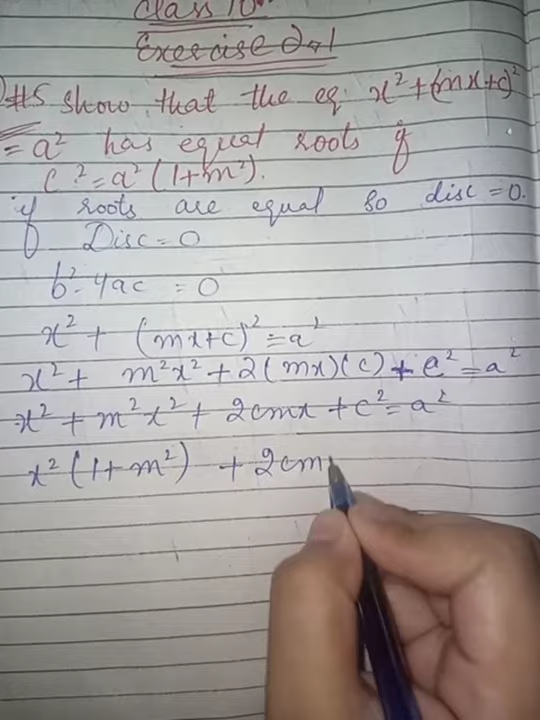 Class 10
Exercise 2.1
#5 Show that the eq: x² + (mx+c)²
= a² has equal roots if
c² = a² (1+m²).
if roots are equal so disc = 0.
Disc = 0
b² - 4ac = 0
x² + (mx+c)² = a²
x² + m²x² + 2(mx)(c) + c² = a²
x² + m²x² + 2cmx + c² = a²
x² (1+m²) + 2cm